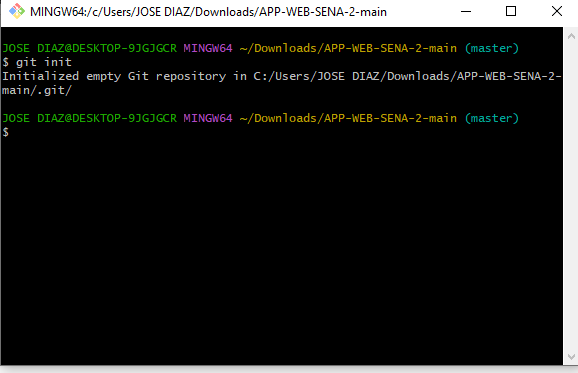 MINGW64:/c/Users/JOSE DIAZ/Downloads/APP-WEB-SENA-2-main
JOSE DIAZ@DESKTOP-9JGJGCR MINGW64 ~/Downloads/APP-WEB-SENA-2-main (master)
$ git init
Initialized empty Git repository in C:/Users/JOSE DIAZ/Downloads/APP-WEB-SENA-2-
main/.git/
JOSE DIAZ@DESKTOP-9JGJGCR MINGW64 ~/Downloads/APP-WEB-SENA-2-main (master)
$